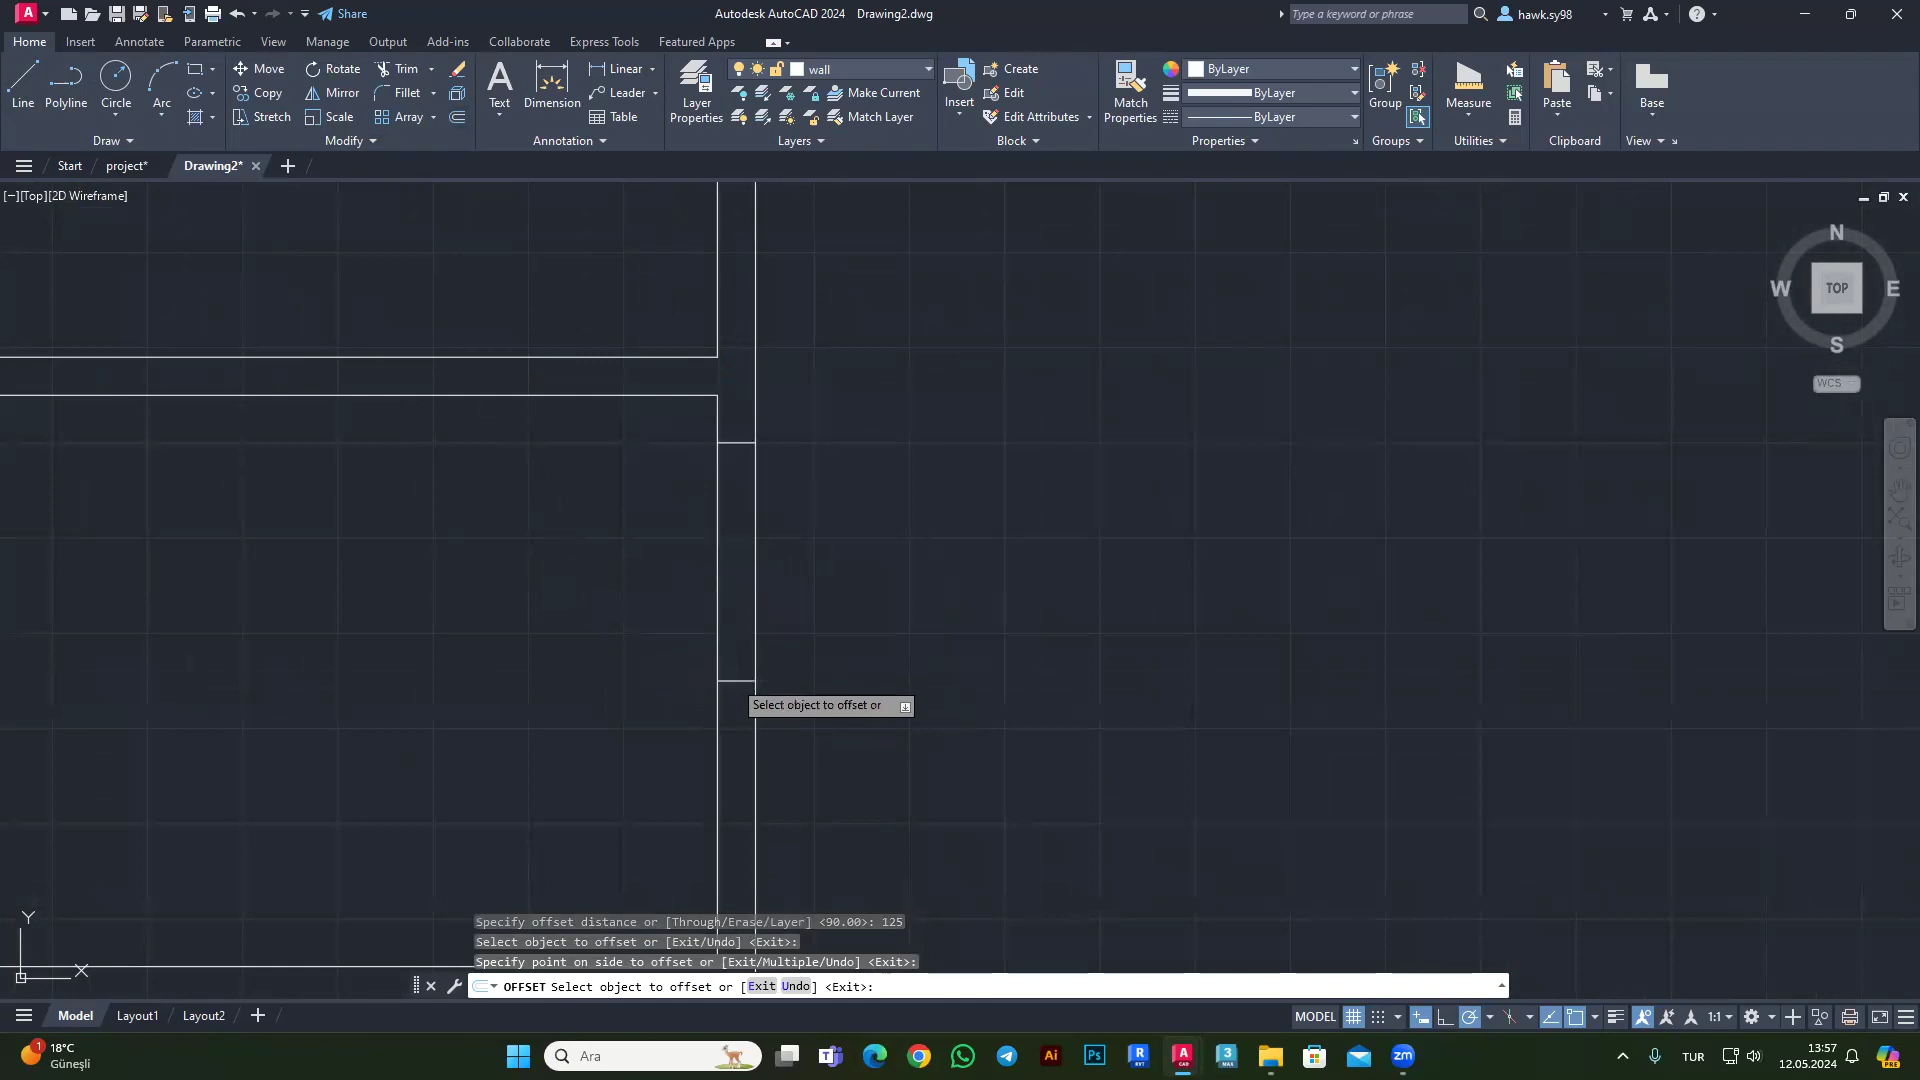 Share
Autodesk AutoCAD 2024 Drawing2.dwg
Type a keyword or phrase
hawk.sy98
Home Insert Annotate Parametric View Manage Output Add-ins Collaborate Express Tools Featured Apps
Line Polyline Circle Arc
Move Rotate Trim
Copy Mirror Fillet
Stretch Scale Array
Text Dimension
Linear
Leader
Table
Layer Properties
wall
Make Current
Match Layer
Insert
Create
Edit
Edit Attributes
Match Properties
ByLayer
ByLayer
ByLayer
Group
Measure
Paste
Base
Draw Modify Annotation Layers Block Properties Groups Utilities Clipboard View
Start project* Drawing2*
[−][Top][2D Wireframe]
N
W TOP E
S
WCS
Select object to offset or
Y
X
Specify offset distance or [Through/Erase/Layer] <90.00>: 125
Select object to offset or [Exit/Undo] <Exit>:
Specify point on side to offset or [Exit/Multiple/Undo] <Exit>:
OFFSET Select object to offset or [Exit Undo] <Exit>:
Model Layout1 Layout2
MODEL 1:1
1 18°C
Güneşli
Ara
TUR
13:57
12.05.2024